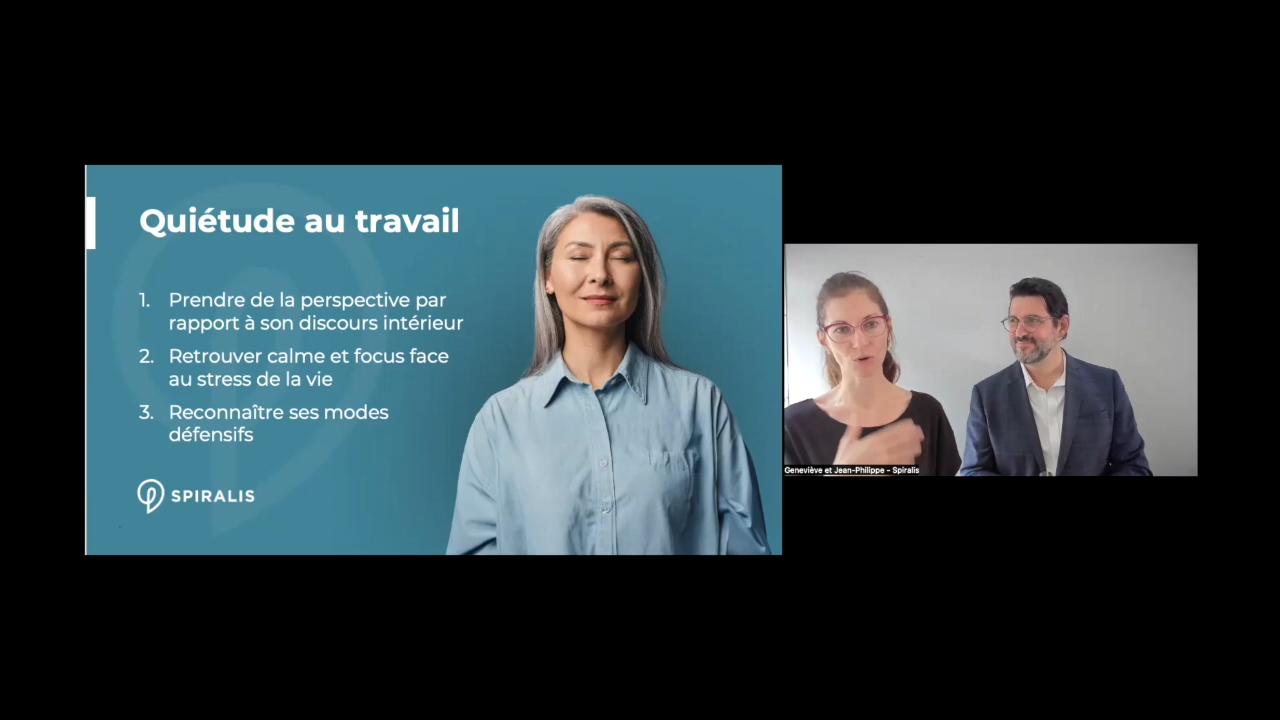 Quiétude au travail
1. Prendre de la perspective par
rapport à son discours intérieur
2. Retrouver calme et focus face
au stress de la vie
3. Reconnaître ses modes
défensifs
SPIRALIS
Geneviève et Jean-Philippe - Spiralis